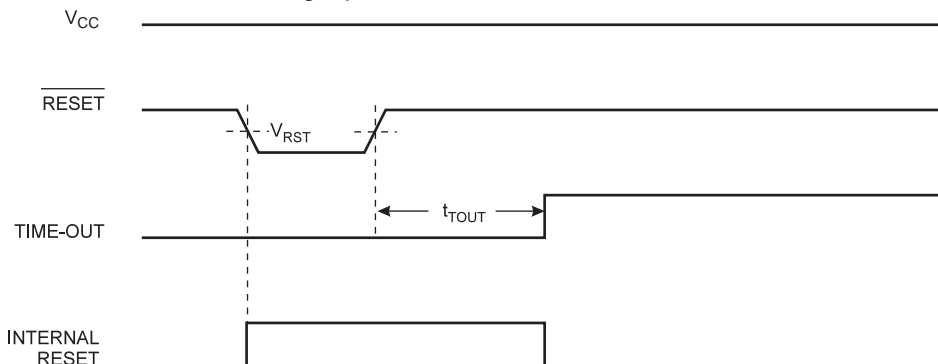 VCC
RESET
VRST
tTOUT
TIME-OUT
INTERNAL
RESET